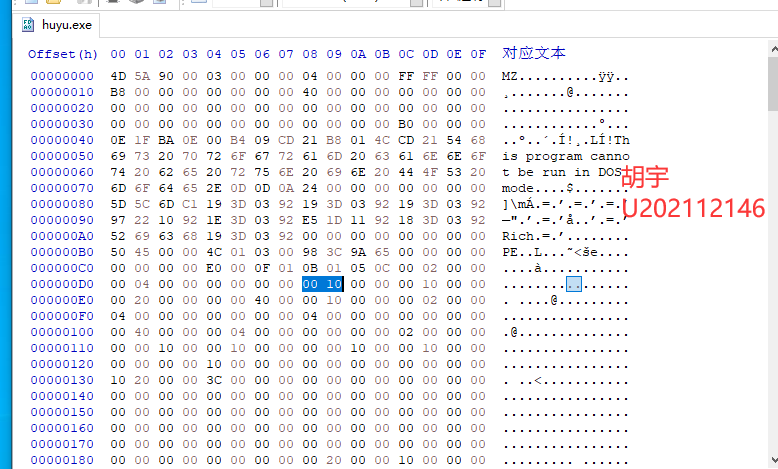 huyu.exe
Offset(h) 00 01 02 03 04 05 06 07 08 09 0A 0B 0C 0D 0E 0F 对应文本
00000000 4D 5A 90 00 03 00 00 00 04 00 00 00 FF FF 00 00 MZ..........ÿÿ..
00000010 B8 00 00 00 00 00 00 00 40 00 00 00 00 00 00 00 ¸.......@.......
00000020 00 00 00 00 00 00 00 00 00 00 00 00 00 00 00 00 ................
00000030 00 00 00 00 00 00 00 00 00 00 00 00 B0 00 00 00 ............°...
00000040 0E 1F BA 0E 00 B4 09 CD 21 B8 01 4C CD 21 54 68 ..º..´.Í!¸.LÍ!Th
00000050 69 73 20 70 72 6F 67 72 61 6D 20 63 61 6E 6E 6F is program canno
00000060 74 20 62 65 20 72 75 6E 20 69 6E 20 44 4F 53 20 t be run in DOS
00000070 6D 6F 64 65 2E 0D 0D 0A 24 00 00 00 00 00 00 00 mode....$.......
00000080 5D 5C 6D C1 19 3D 03 92 19 3D 03 92 19 3D 03 92 ]\mÁ.=.’.=.’.=.’
00000090 97 22 10 92 1E 3D 03 92 E5 1D 11 92 18 3D 03 92 —".’.=.’å..’.=.’
000000A0 52 69 63 68 19 3D 03 92 00 00 00 00 00 00 00 00 Rich.=.’........
000000B0 50 45 00 00 4C 01 03 00 98 3C 9A 65 00 00 00 00 PE..L...˜<še....
000000C0 00 00 00 00 E0 00 0F 01 0B 01 05 0C 00 02 00 00 ....à...........
000000D0 00 04 00 00 00 00 00 00 00 10 00 00 00 10 00 00 ................
000000E0 00 20 00 00 00 00 40 00 00 10 00 00 00 02 00 00 . ....@.........
000000F0 04 00 00 00 00 00 00 00 04 00 00 00 00 00 00 00 ................
00000100 00 40 00 00 00 04 00 00 00 00 00 00 02 00 00 00 .@..............
00000110 00 00 10 00 00 10 00 00 00 00 10 00 00 10 00 00 ................
00000120 00 00 00 00 10 00 00 00 00 00 00 00 00 00 00 00 ................
00000130 10 20 00 00 3C 00 00 00 00 00 00 00 00 00 00 00 . ..<...........
00000140 00 00 00 00 00 00 00 00 00 00 00 00 00 00 00 00 ................
00000150 00 00 00 00 00 00 00 00 00 00 00 00 00 00 00 00 ................
00000160 00 00 00 00 00 00 00 00 00 00 00 00 00 00 00 00 ................
00000170 00 00 00 00 00 00 00 00 00 00 00 00 00 00 00 00 ................
00000180 00 00 00 00 00 00 00 00 00 20 00 00 10 00 00 00 ......... ......
胡宇
U202112146